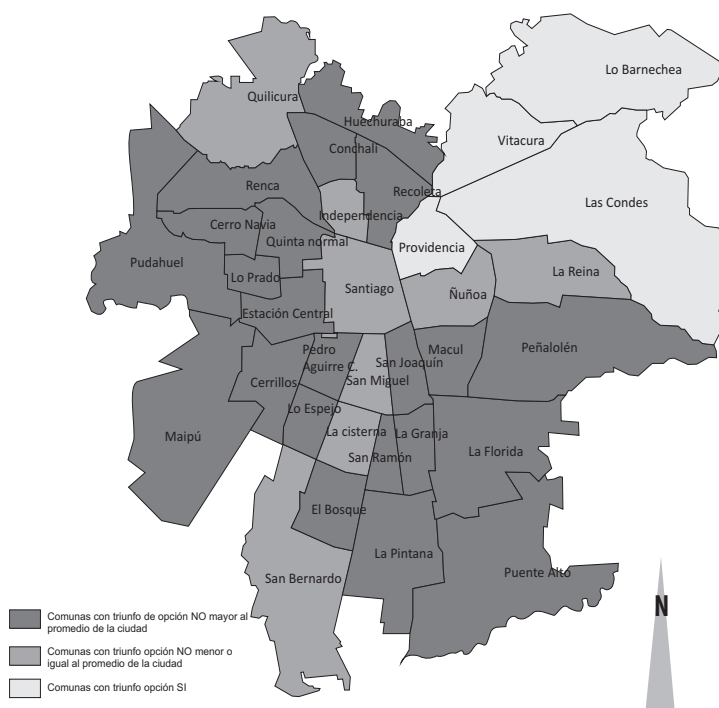 Lo Barnechea
Quilicura
Huechuraba
Vitacura
Conchalí
Renca
Recoleta
Las Condes
Independencia
Cerro Navia
Quinta normal
Providencia
Pudahuel
Lo Prado
La Reina
Santiago
Ñuñoa
Estación Central
Pedro
Aguirre C.
San Joaquín
Macul
Peñalolén
San Miguel
Cerrillos
Lo Espejo
Maipú
La cisterna
La Granja
San Ramón
La Florida
El Bosque
La Pintana
Puente Alto
San Bernardo
N
Comunas con triunfo de opción NO mayor al
promedio de la ciudad
Comunas con triunfo opción NO menor o
igual al promedio de la ciudad
Comunas con triunfo opción SI